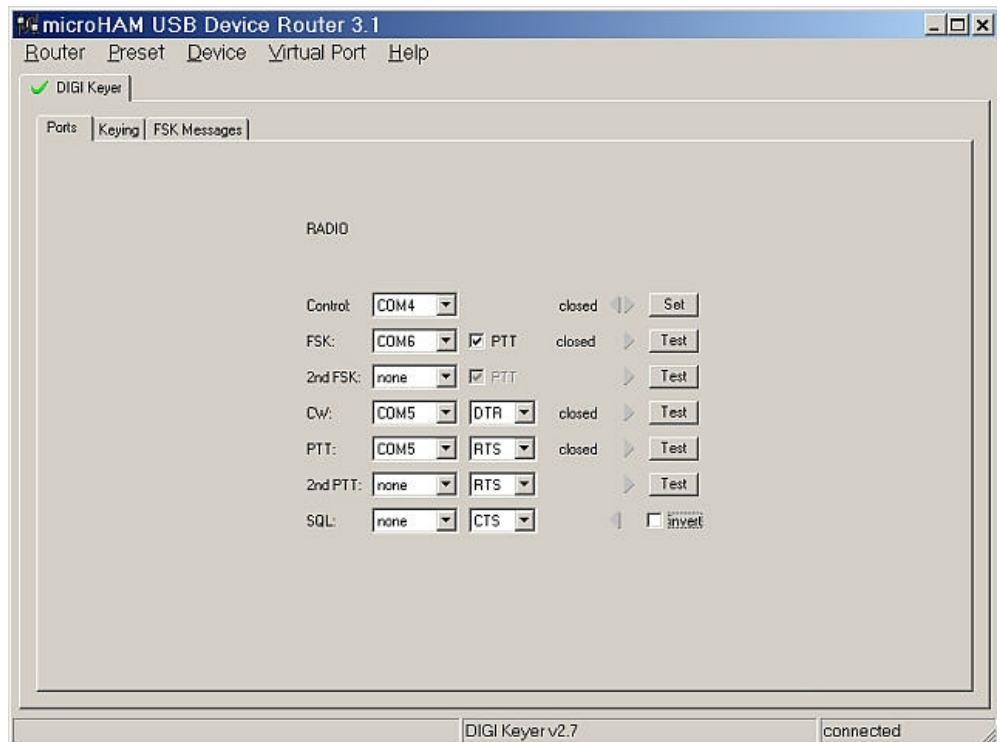 microHAM USB Device Router 3.1
Router Preset Device Virtual Port Help
DIGI Keyer
Ports Keying FSK Messages
RADIO
Control: COM4 closed Set
FSK: COM6 PTT closed Test
2nd FSK: none PTT Test
CW: COM5 DTR closed Test
PTT: COM5 RTS closed Test
2nd PTT: none RTS Test
SQL: none CTS invert
DIGI Keyer v2.7 connected